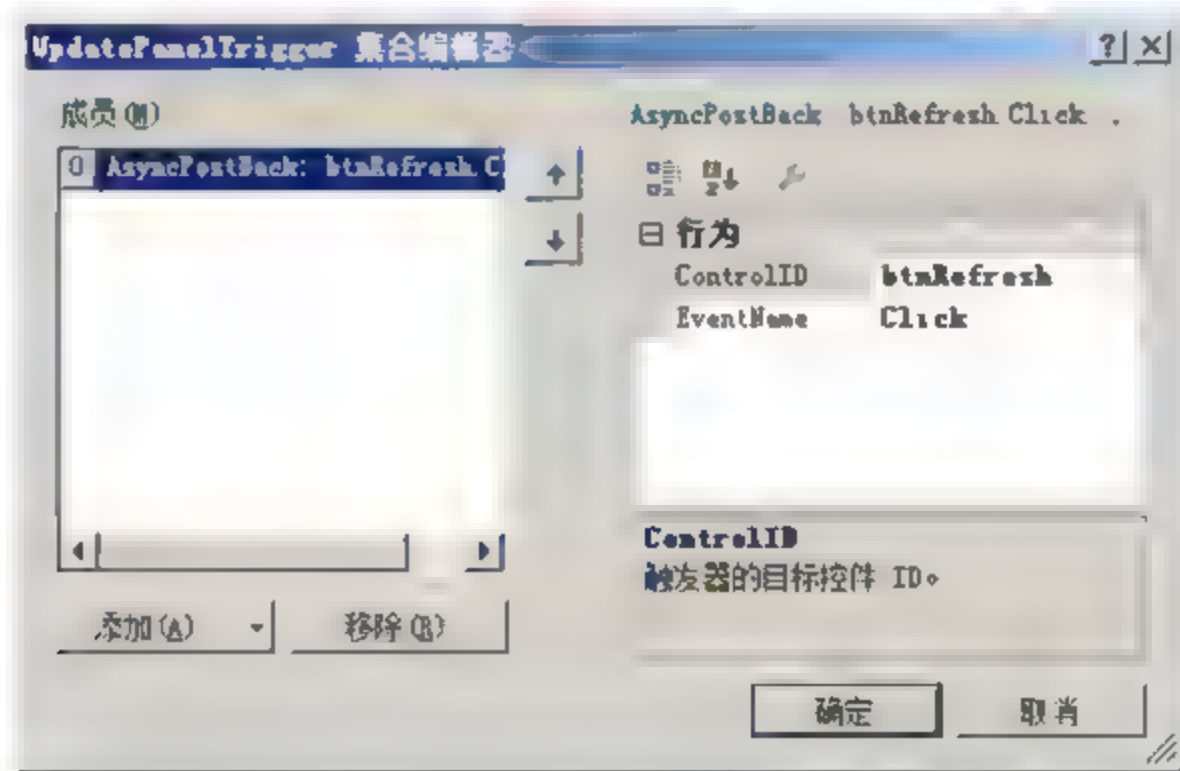 UpdatePanelTrigger 集合编辑器
成员(M)
0 AsyncPostBack: btnRefresh.C
添加(A)
移除(R)
AsyncPostBack btnRefresh Click
行为
ControlID btnRefresh
EventName Click
ControlID
触发器的目标控件 ID。
确定
取消